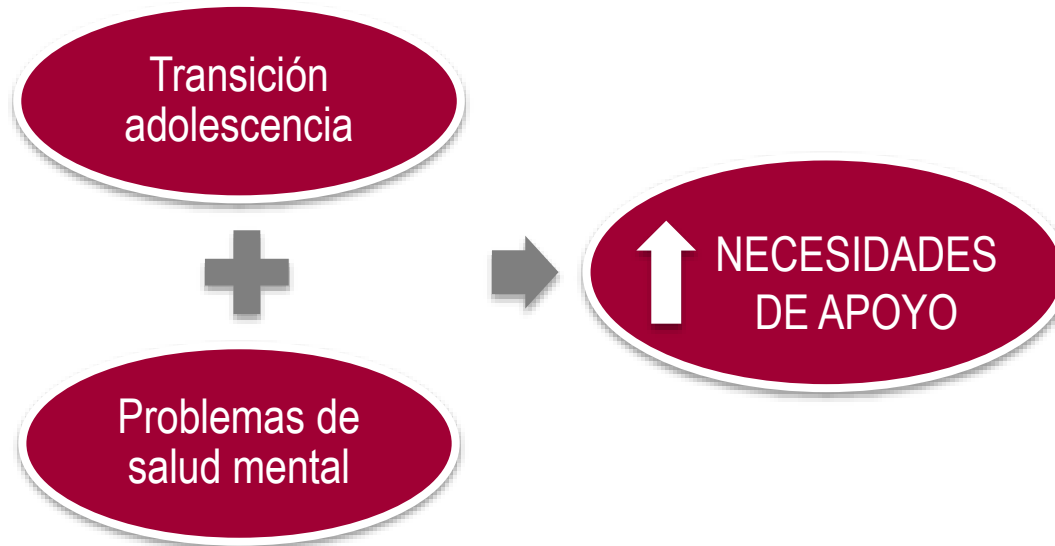 Transición
adolescencia
NECESIDADES
DE APOYO
Problemas de
salud mental